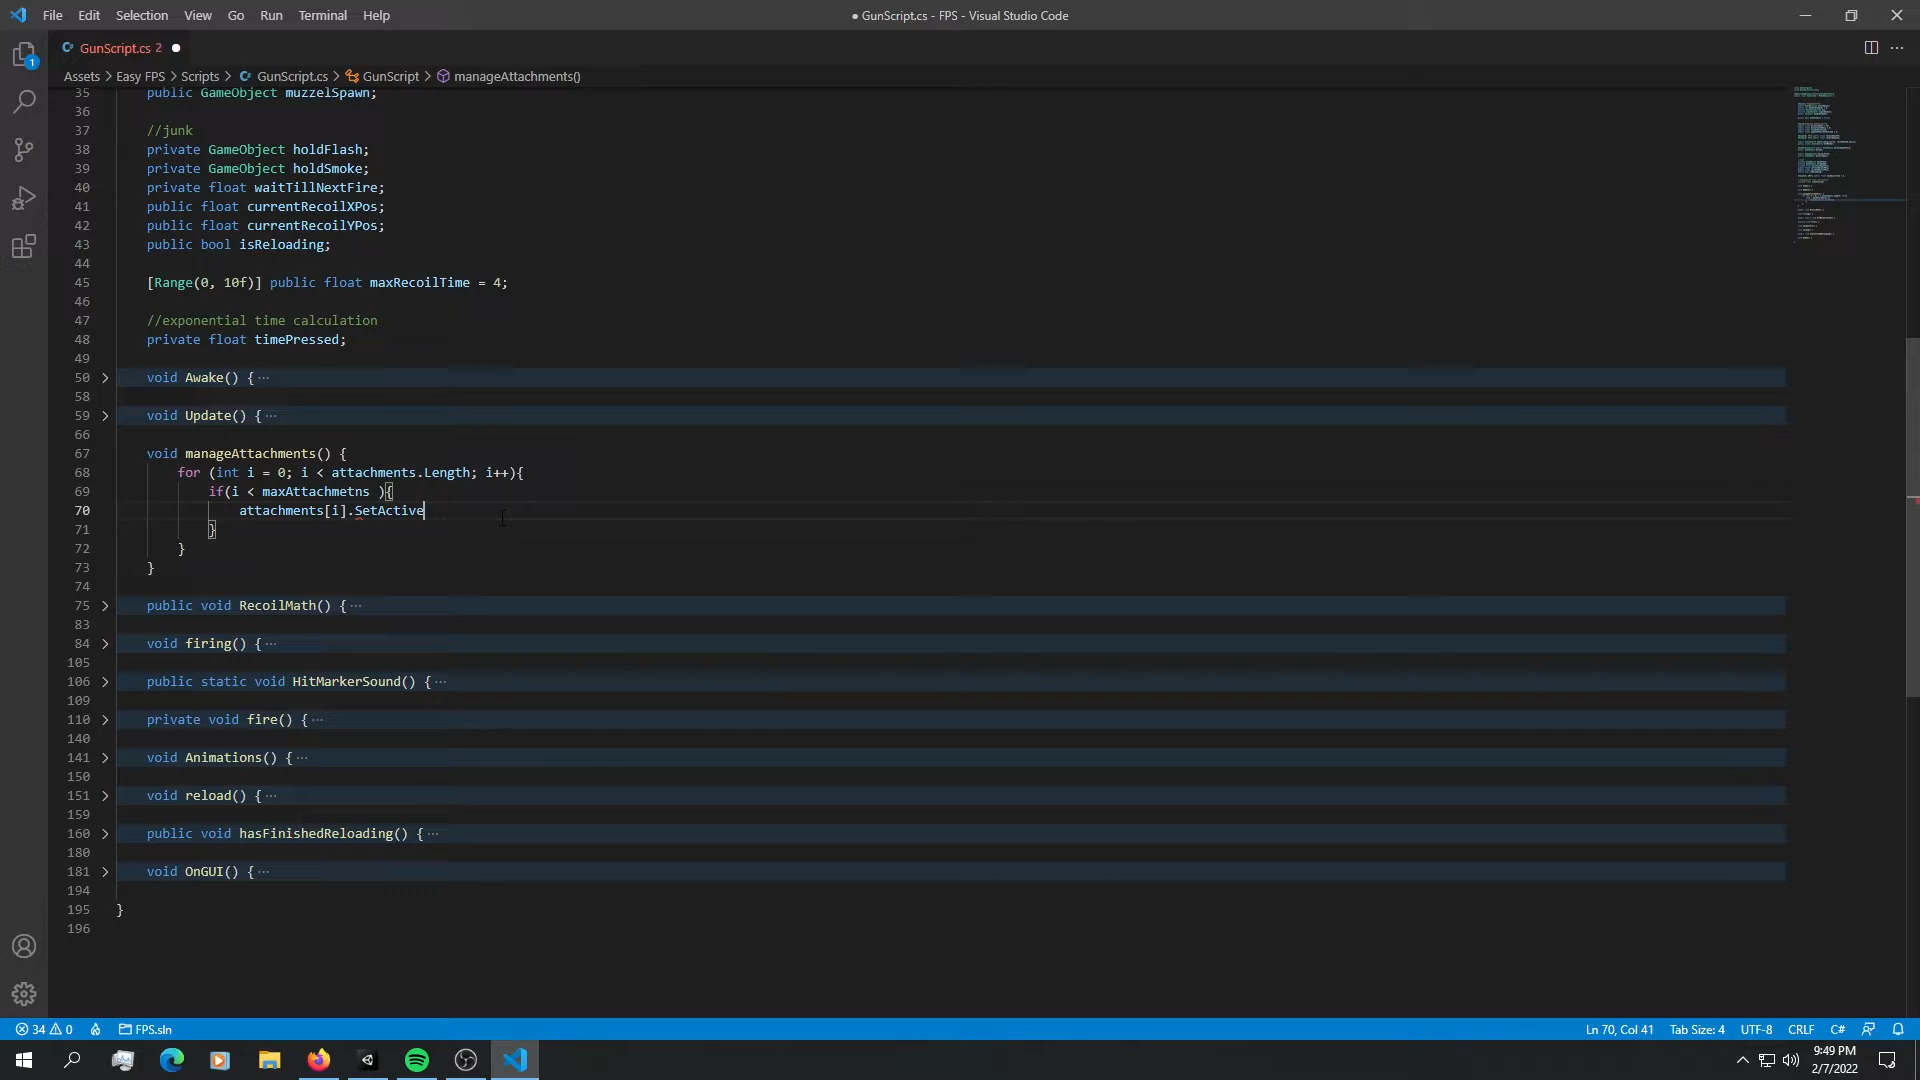 File Edit Selection View Go Run Terminal Help
● GunScript.cs - FPS - Visual Studio Code
GunScript.cs 2 ●
Assets > Easy FPS > Scripts > GunScript.cs > GunScript > manageAttachments()
35 public GameObject muzzelSpawn;
36
37 //junk
38 private GameObject holdFlash;
39 private GameObject holdSmoke;
40 private float waitTillNextFire;
41 public float currentRecoilXPos;
42 public float currentRecoilYPos;
43 public bool isReloading;
44
45 [Range(0, 10f)] public float maxRecoilTime = 4;
46
47 //exponential time calculation
48 private float timePressed;
49
50 void Awake() {···
58
59 void Update() {···
66
67 void manageAttachments() {
68 for (int i = 0; i < attachments.Length; i++){
69 if(i < maxAttachmetns ){
70 attachments[i].SetActive
71 }
72 }
73 }
74
75 public void RecoilMath() {···
83
84 void firing() {···
105
106 public static void HitMarkerSound() {···
109
110 private void fire() {···
140
141 void Animations() {···
150
151 void reload() {···
159
160 public void hasFinishedReloading() {···
180
181 void OnGUI() {···
194
195 }
196
1
34 0 FPS.sln Ln 70, Col 41 Tab Size: 4 UTF-8 CRLF C#
9:49 PM
2/7/2022